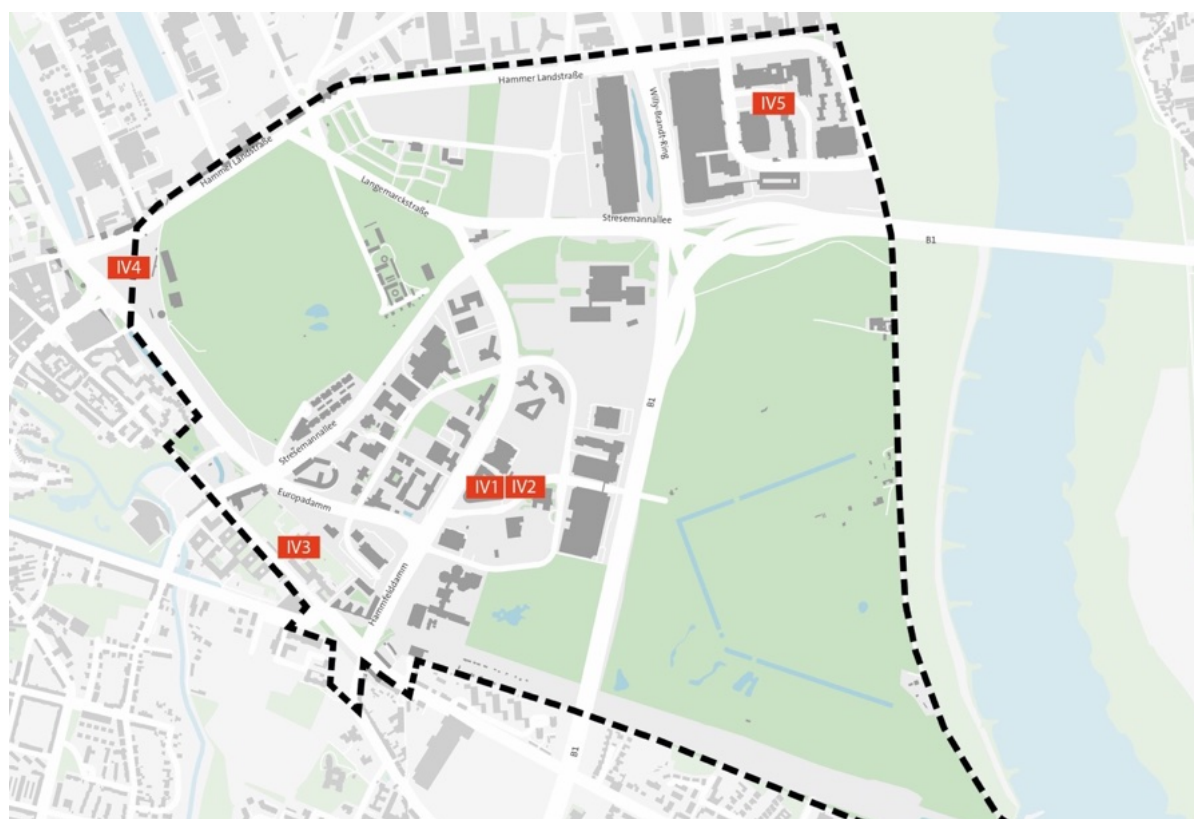 Hammer Landstraße
Willy-Brandt-Ring
IV5
Hammer Landstraße
Langemarckstraße
Stresemannallee
B1
IV4
B1
Stresemannallee
IV1
IV2
Europadamm
IV3
Hammfelddamm
B1